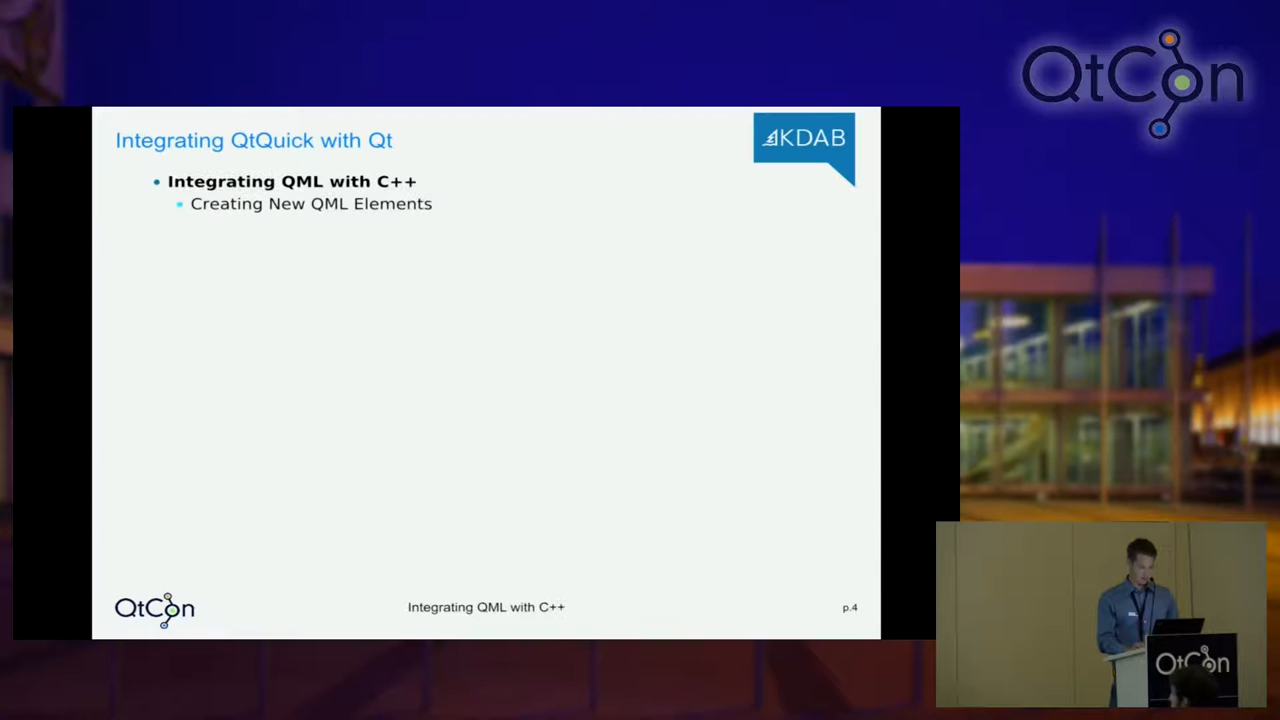 QtCon
Integrating QtQuick with Qt
KDAB
Integrating QML with C++
Creating New QML Elements
QtCon
Integrating QML with C++
p.4
QtCon